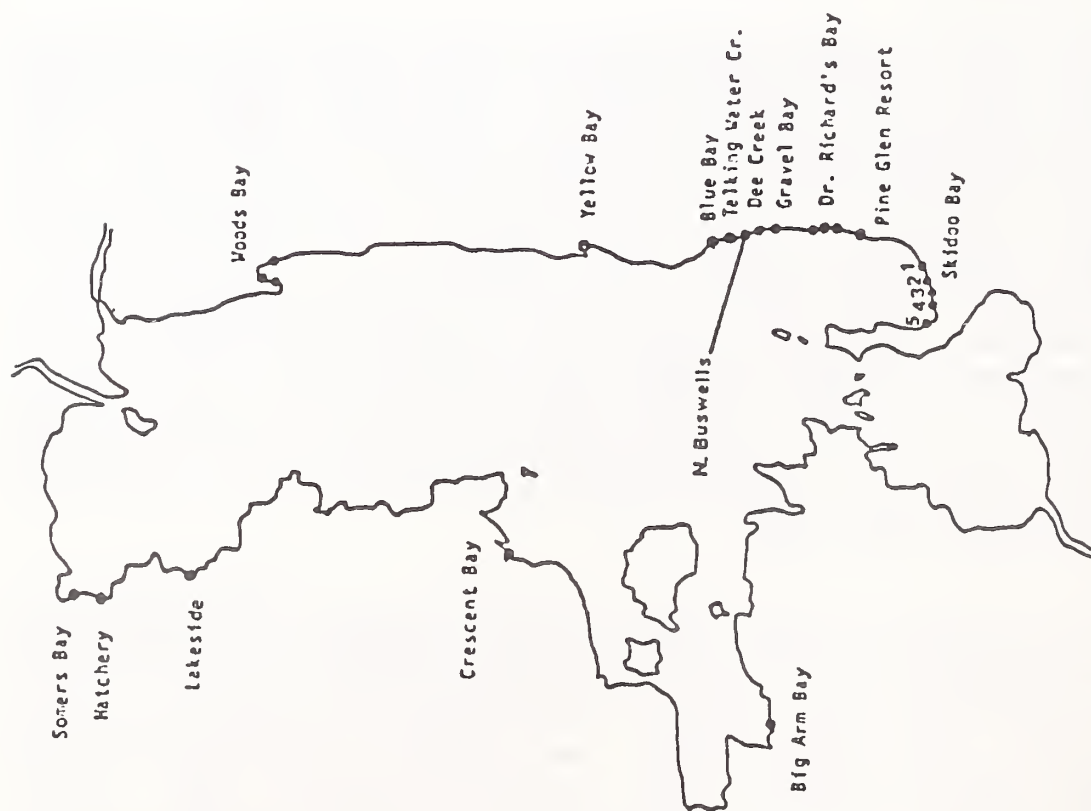 Somers Bay
Hatchery
Lakeside
Crescent Bay
Big Arm Bay
Woods Bay
Yellow Bay
Blue Bay
Talking Water Cr.
Dee Creek
Gravel Bay
Dr. Richard's Bay
Pine Glen Resort
N. Buswells
5 4 3 2 1
Skidoo Bay